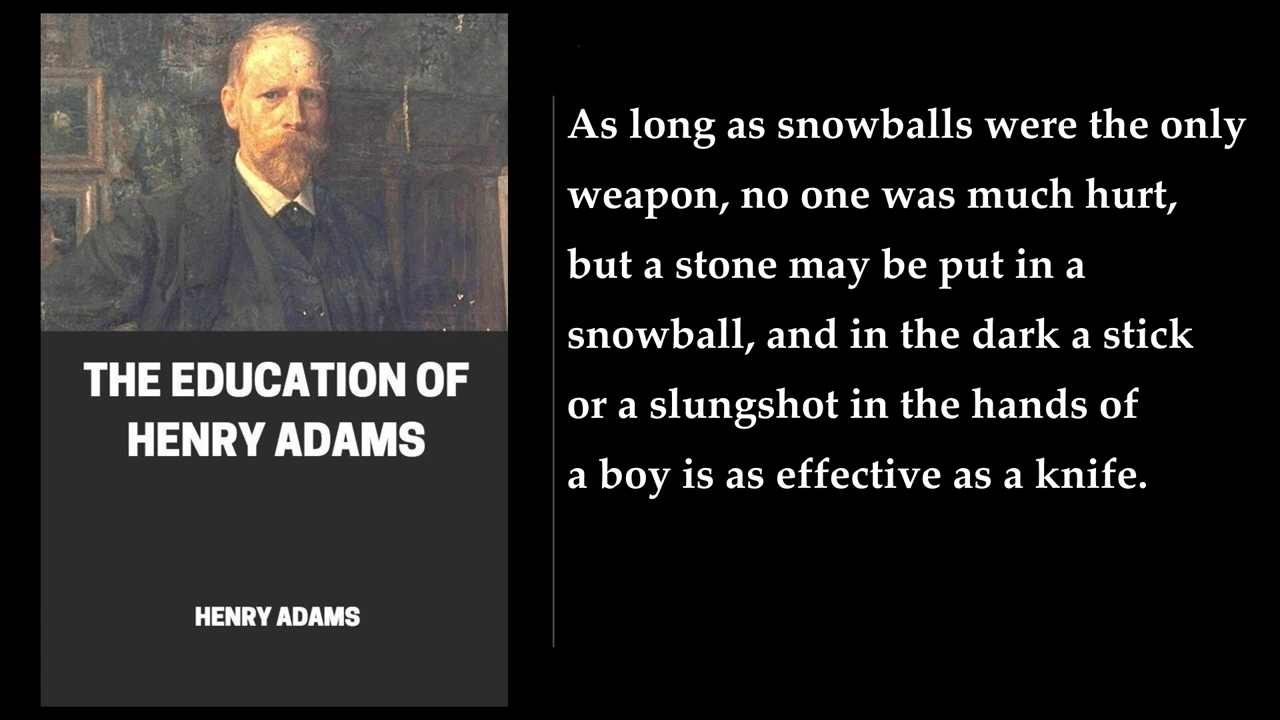 THE EDUCATION OF
HENRY ADAMS
HENRY ADAMS
As long as snowballs were the only
weapon, no one was much hurt,
but a stone may be put in a
snowball, and in the dark a stick
or a slungshot in the hands of
a boy is as effective as a knife.